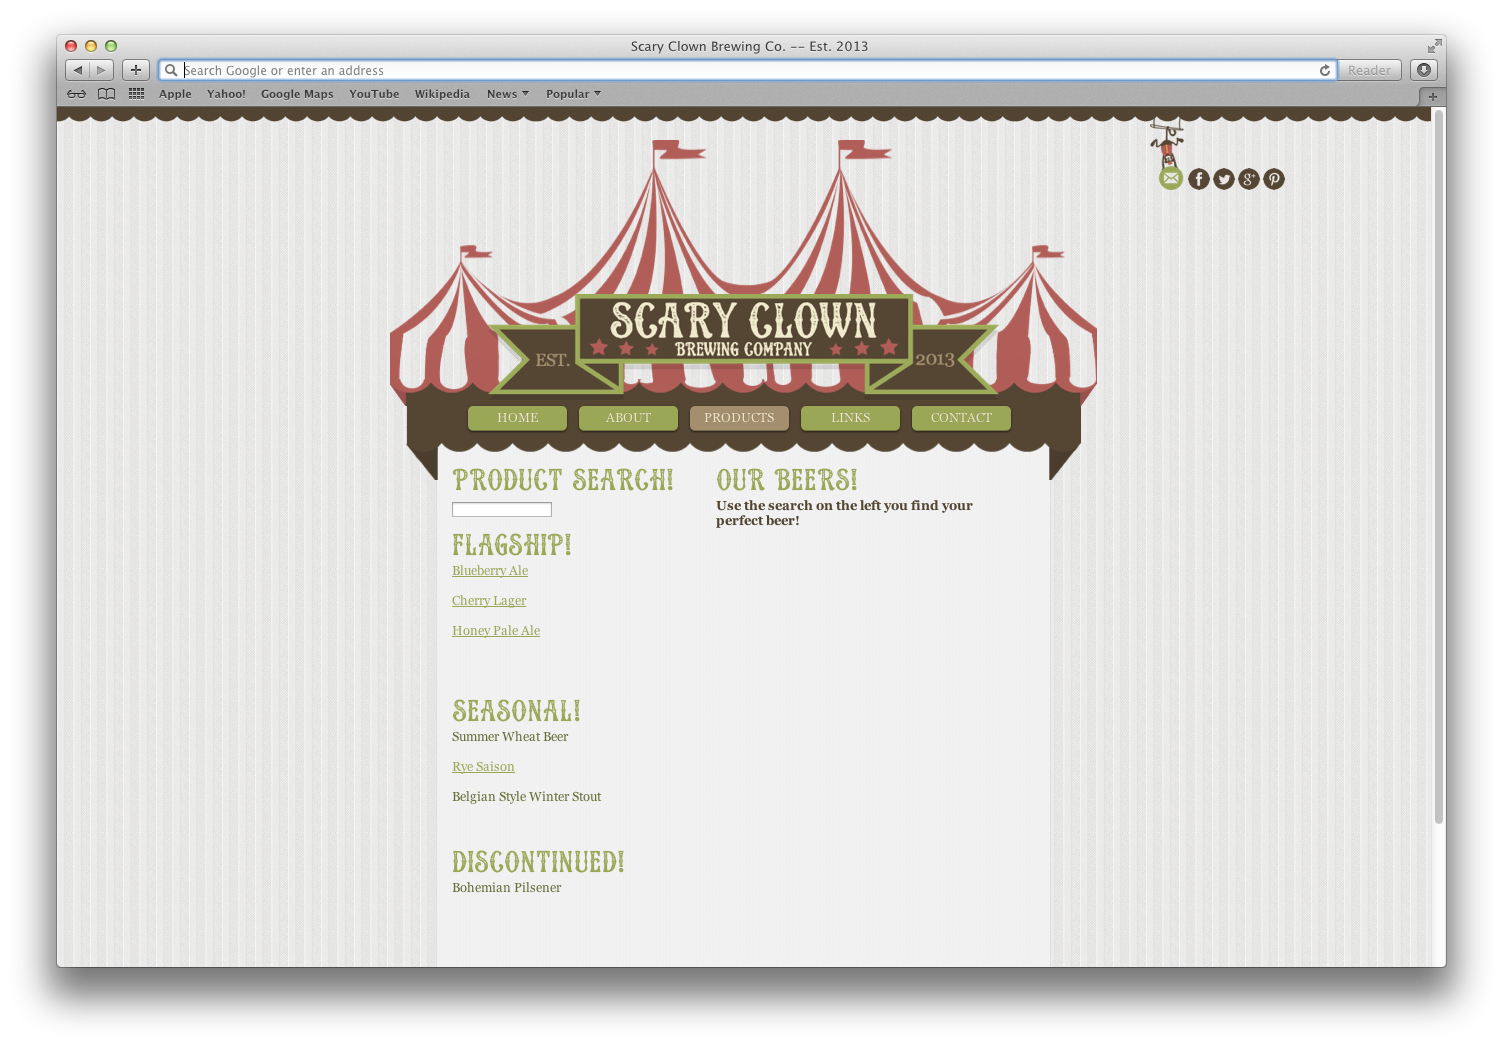 Scary Clown Brewing Co. -- Est. 2013
Search Google or enter an address
Reader
Apple Yahoo! Google Maps YouTube Wikipedia News Popular
SCARY CLOWN
BREWING COMPANY
EST. 2013
HOME ABOUT PRODUCTS LINKS CONTACT
PRODUCT SEARCH!
FLAGSHIP!
Blueberry Ale
Cherry Lager
Honey Pale Ale
SEASONAL!
Summer Wheat Beer
Rye Saison
Belgian Style Winter Stout
DISCONTINUED!
Bohemian Pilsener
OUR BEERS!
Use the search on the left you find your
perfect beer!